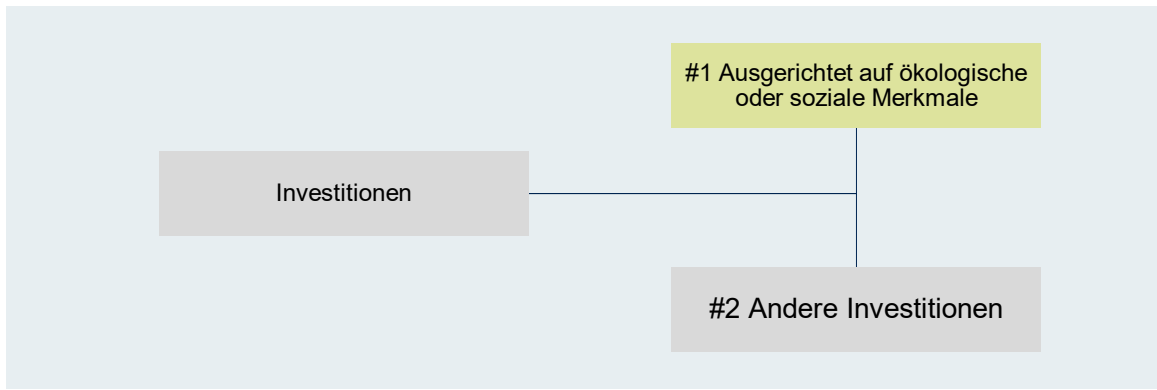 #1 Ausgerichtet auf ökologische
oder soziale Merkmale
Investitionen
#2 Andere Investitionen